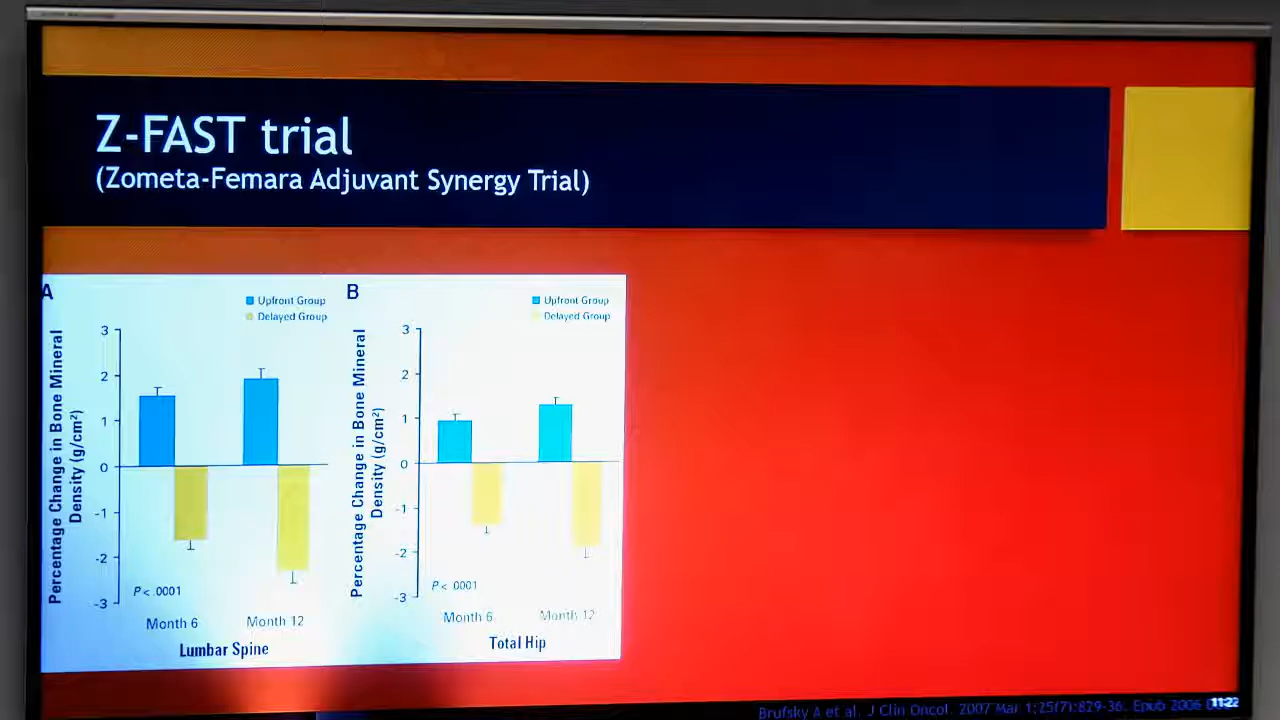 Z-FAST trial
(Zometa-Femara Adjuvant Synergy Trial)
A
Upfront Group
Delayed Group
Percentage Change in Bone Mineral
Density (g/cm²)
3
2
1
0
-1
-2
-3
P < .0001
Month 6
Month 12
Lumbar Spine
B
Upfront Group
Delayed Group
Percentage Change in Bone Mineral
Density (g/cm²)
3
2
1
0
-1
-2
-3
P < .0001
Month 6
Month 12
Total Hip
Brufsky A et al. J Clin Oncol. 2007 Mar 1;25(7):829-36. Epub 2006
11:22